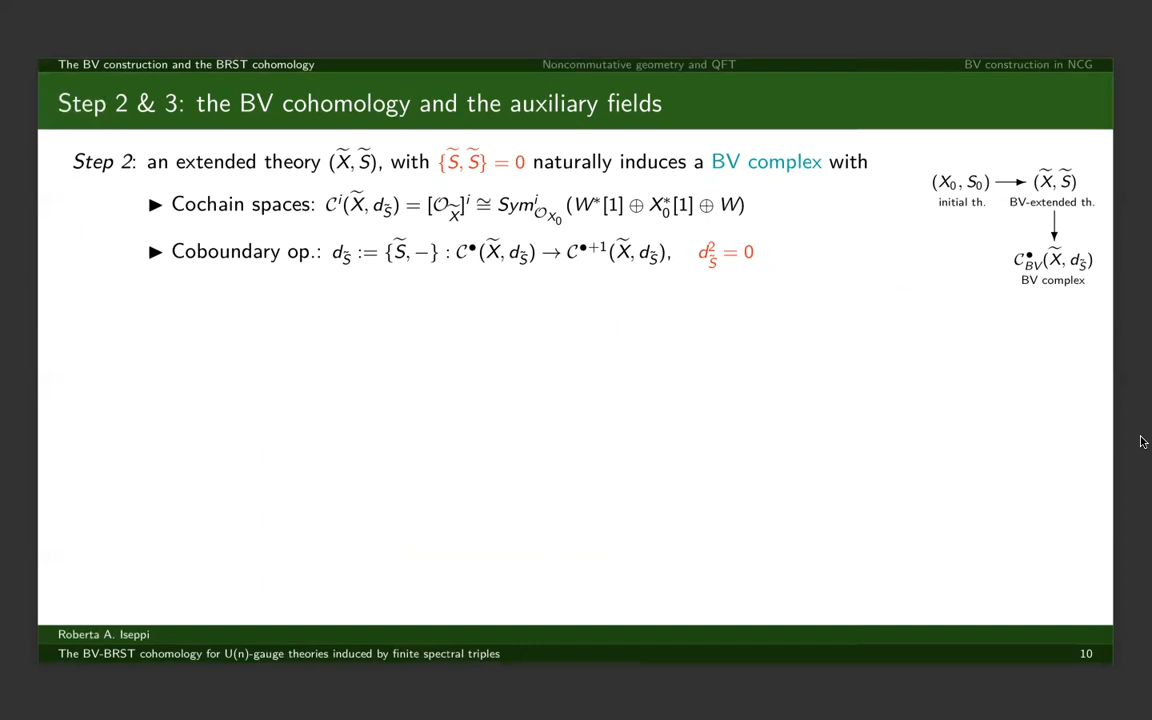 The BV construction and the BRST cohomology
Noncommutative geometry and QFT
BV construction in NCG
Step 2 & 3: the BV cohomology and the auxiliary fields
Step 2: an extended theory (X̃, S̃), with {S̃, S̃} = 0 naturally induces a BV complex with
▶ Cochain spaces: 𝒞ⁱ(X̃, d_S̃) = [𝒪_X̃]ⁱ ≅ Symⁱ_𝒪_X₀ (W*[1] ⊕ X₀*[1] ⊕ W)
▶ Coboundary op.: d_S̃ := {S̃, −} : 𝒞^•(X̃, d_S̃) → 𝒞^•+1(X̃, d_S̃), d²_S̃ = 0
(X₀, S₀) → (X̃, S̃)
initial th. BV-extended th.
𝒞^•_BV(X̃, d_S̃)
BV complex
Roberta A. Iseppi
The BV-BRST cohomology for U(n)-gauge theories induced by finite spectral triples
10